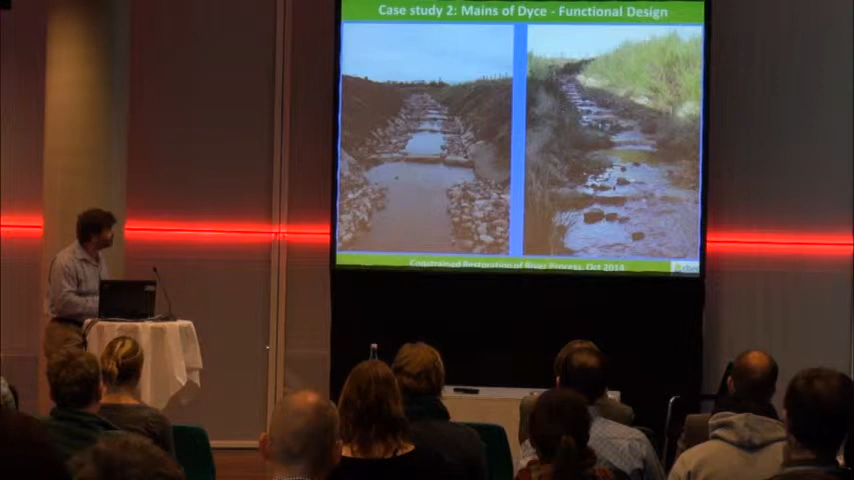 Case study 2: Mains of Dyce - Functional Design
Constrained Restoration of River Process, Oct 2014